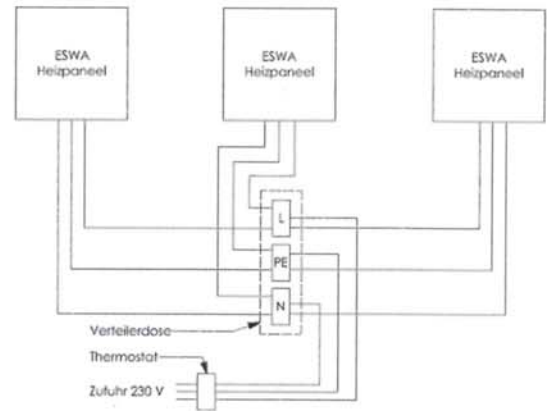 ESWA
Heizpaneel
ESWA
Heizpaneel
ESWA
Heizpaneel
L
PE
N
Verteilerdose
Thermostat
Zufuhr 230 V